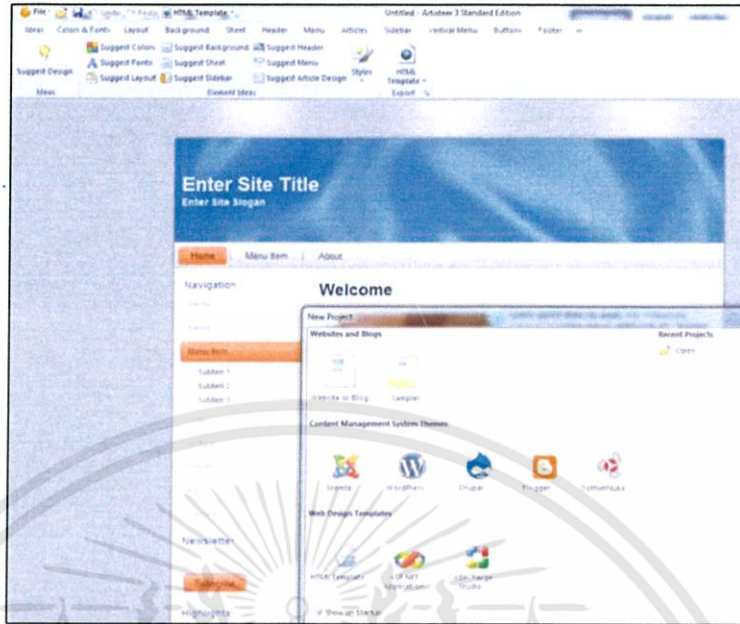 File HTML Template Untitled - Artisteer 3 Standard Edition
Ideas Colors & Fonts Layout Background Sheet Header Menu Articles Sidebar Vertical Menu Buttons Footer
Suggest Colors Suggest Background Suggest Header
Suggest Fonts Suggest Sheet Suggest Menu
Suggest Design Styles HTML
Suggest Layout Suggest Sidebar Suggest Article Design Template
Ideas Element Ideas Export
Enter Site Title
Enter Site Slogan
Home Menu Item About
Navigation
Welcome
New Project
Websites and Blogs Recent Projects
Menu Item Open
Subitem 1
Subitem 2
Subitem 3
Website or Blog Samples
Content Management System Themes
Joomla WordPress Drupal Blogger DotNetNuke
Web Design Templates
Newsletter
HTML Template ASP.NET
Application
Subscribe
Highlights Show on Startup